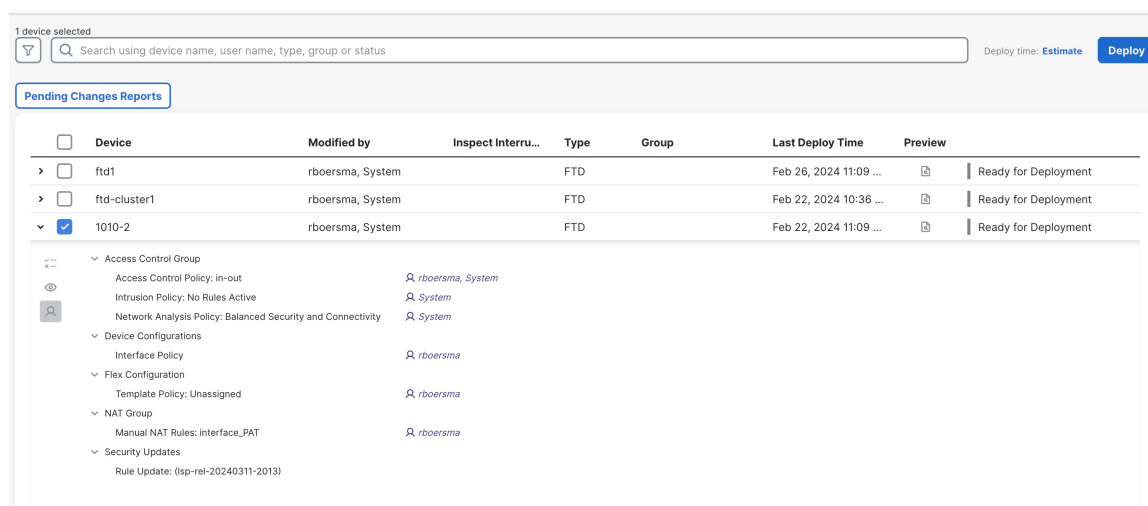 1 device selected
Search using device name, user name, type, group or status
Deploy time: Estimate
Deploy
Pending Changes Reports
Device Modified by Inspect Interru... Type Group Last Deploy Time Preview
ftd1 rboersma, System FTD Feb 26, 2024 11:09 ... Ready for Deployment
ftd-cluster1 rboersma, System FTD Feb 22, 2024 10:36 ... Ready for Deployment
1010-2 rboersma, System FTD Feb 22, 2024 11:09 ... Ready for Deployment
Access Control Group
Access Control Policy: in-out rboersma, System
Intrusion Policy: No Rules Active System
Network Analysis Policy: Balanced Security and Connectivity System
Device Configurations
Interface Policy rboersma
Flex Configuration
Template Policy: Unassigned rboersma
NAT Group
Manual NAT Rules: interface_PAT rboersma
Security Updates
Rule Update: (lsp-rel-20240311-2013)